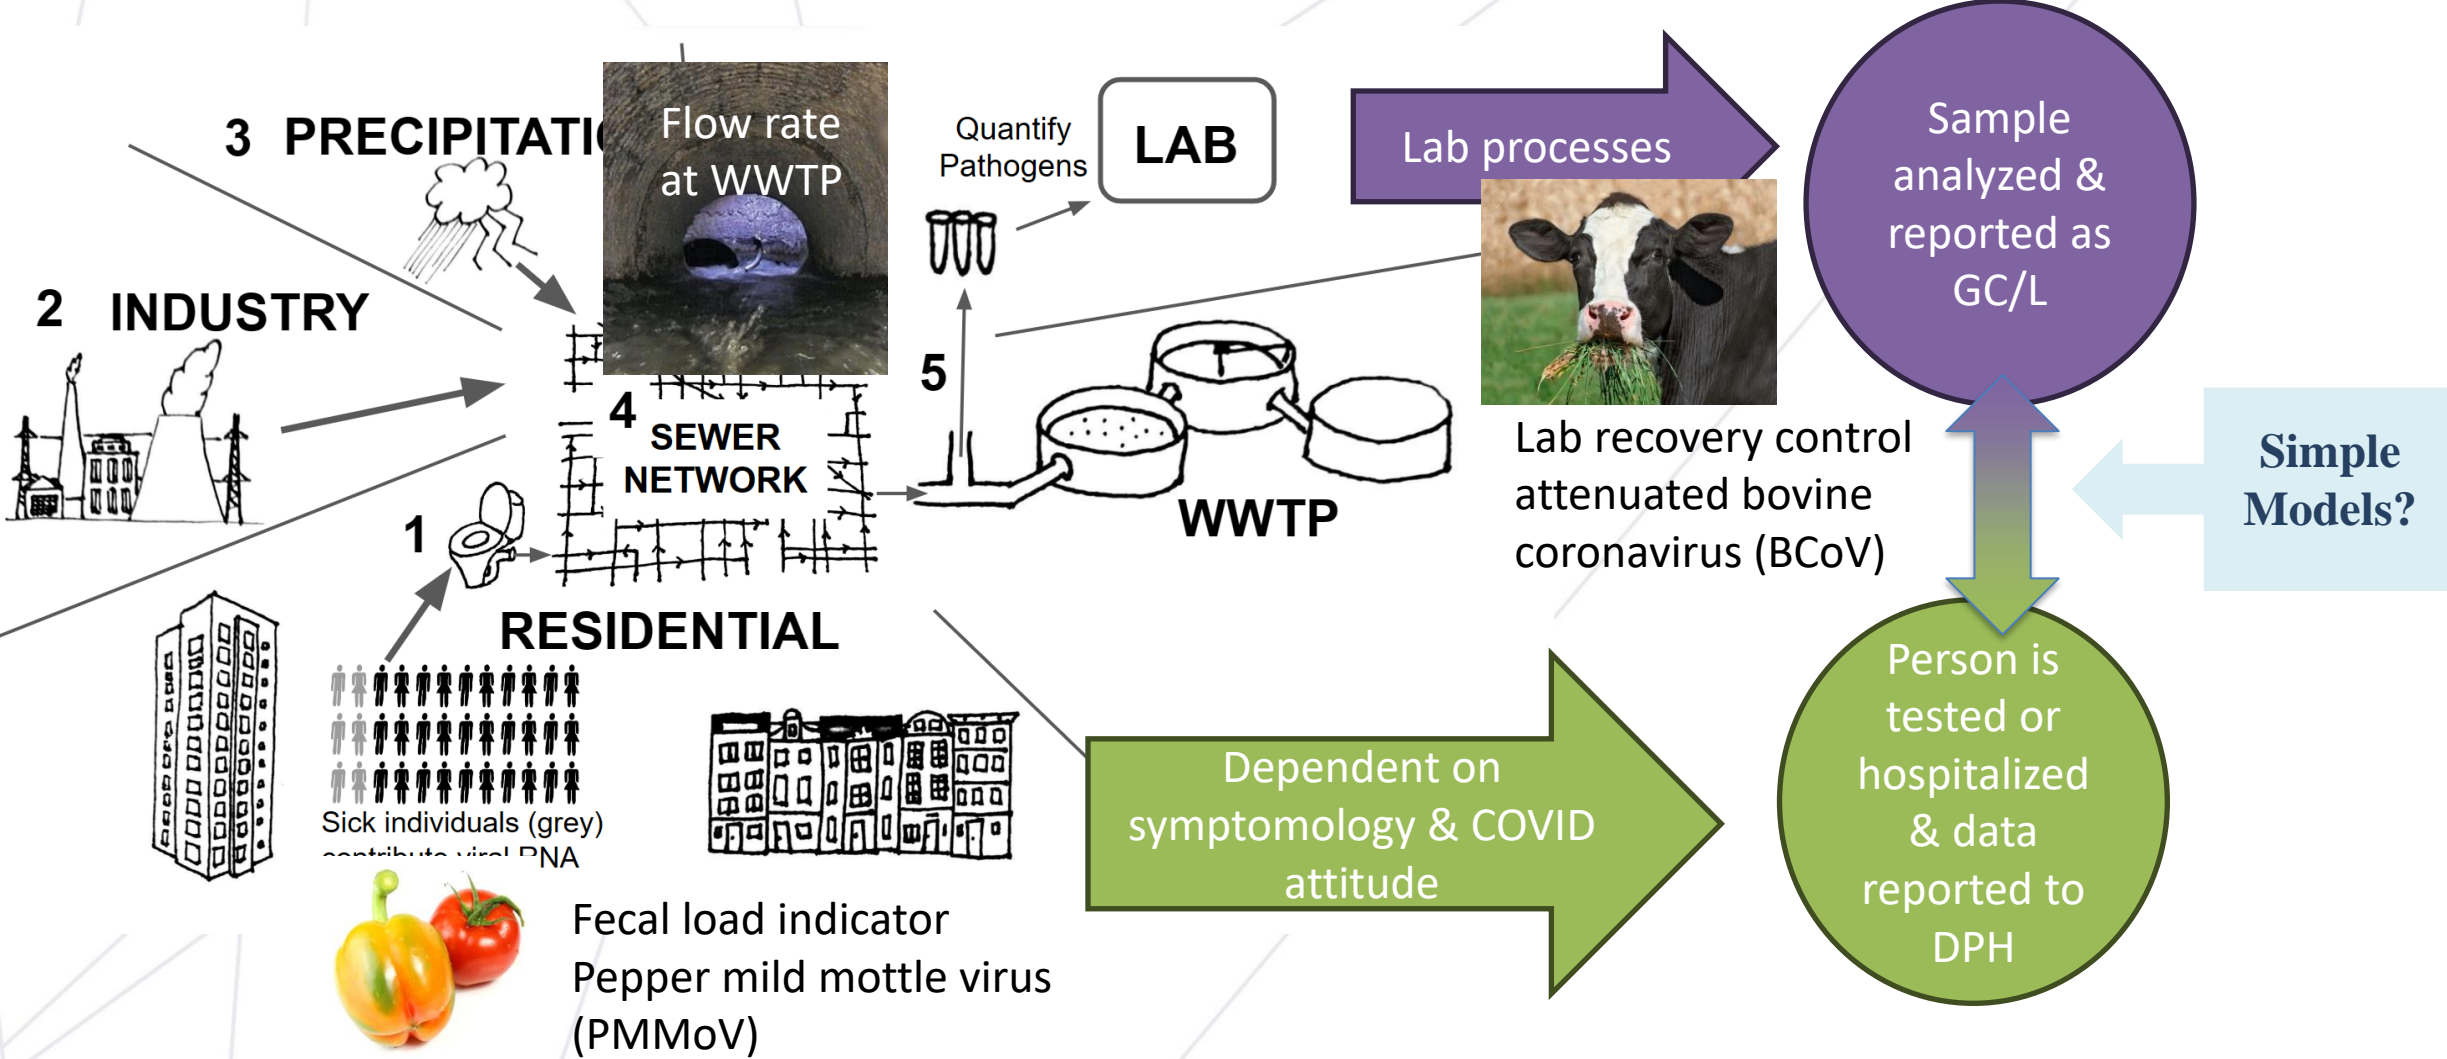 3 PRECIPITATI
Flow rate
at WWTP
Quantify
Pathogens
LAB
Lab processes
Sample
analyzed &
reported as
GC/L
2 INDUSTRY
4
SEWER
NETWORK
5
WWTP
1
RESIDENTIAL
Lab recovery control
attenuated bovine
coronavirus (BCoV)
Simple
Models?
Sick individuals (grey)
contribute viral RNA
Fecal load indicator
Pepper mild mottle virus
(PMMoV)
Dependent on
symptomology & COVID
attitude
Person is
tested or
hospitalized
& data
reported to
DPH